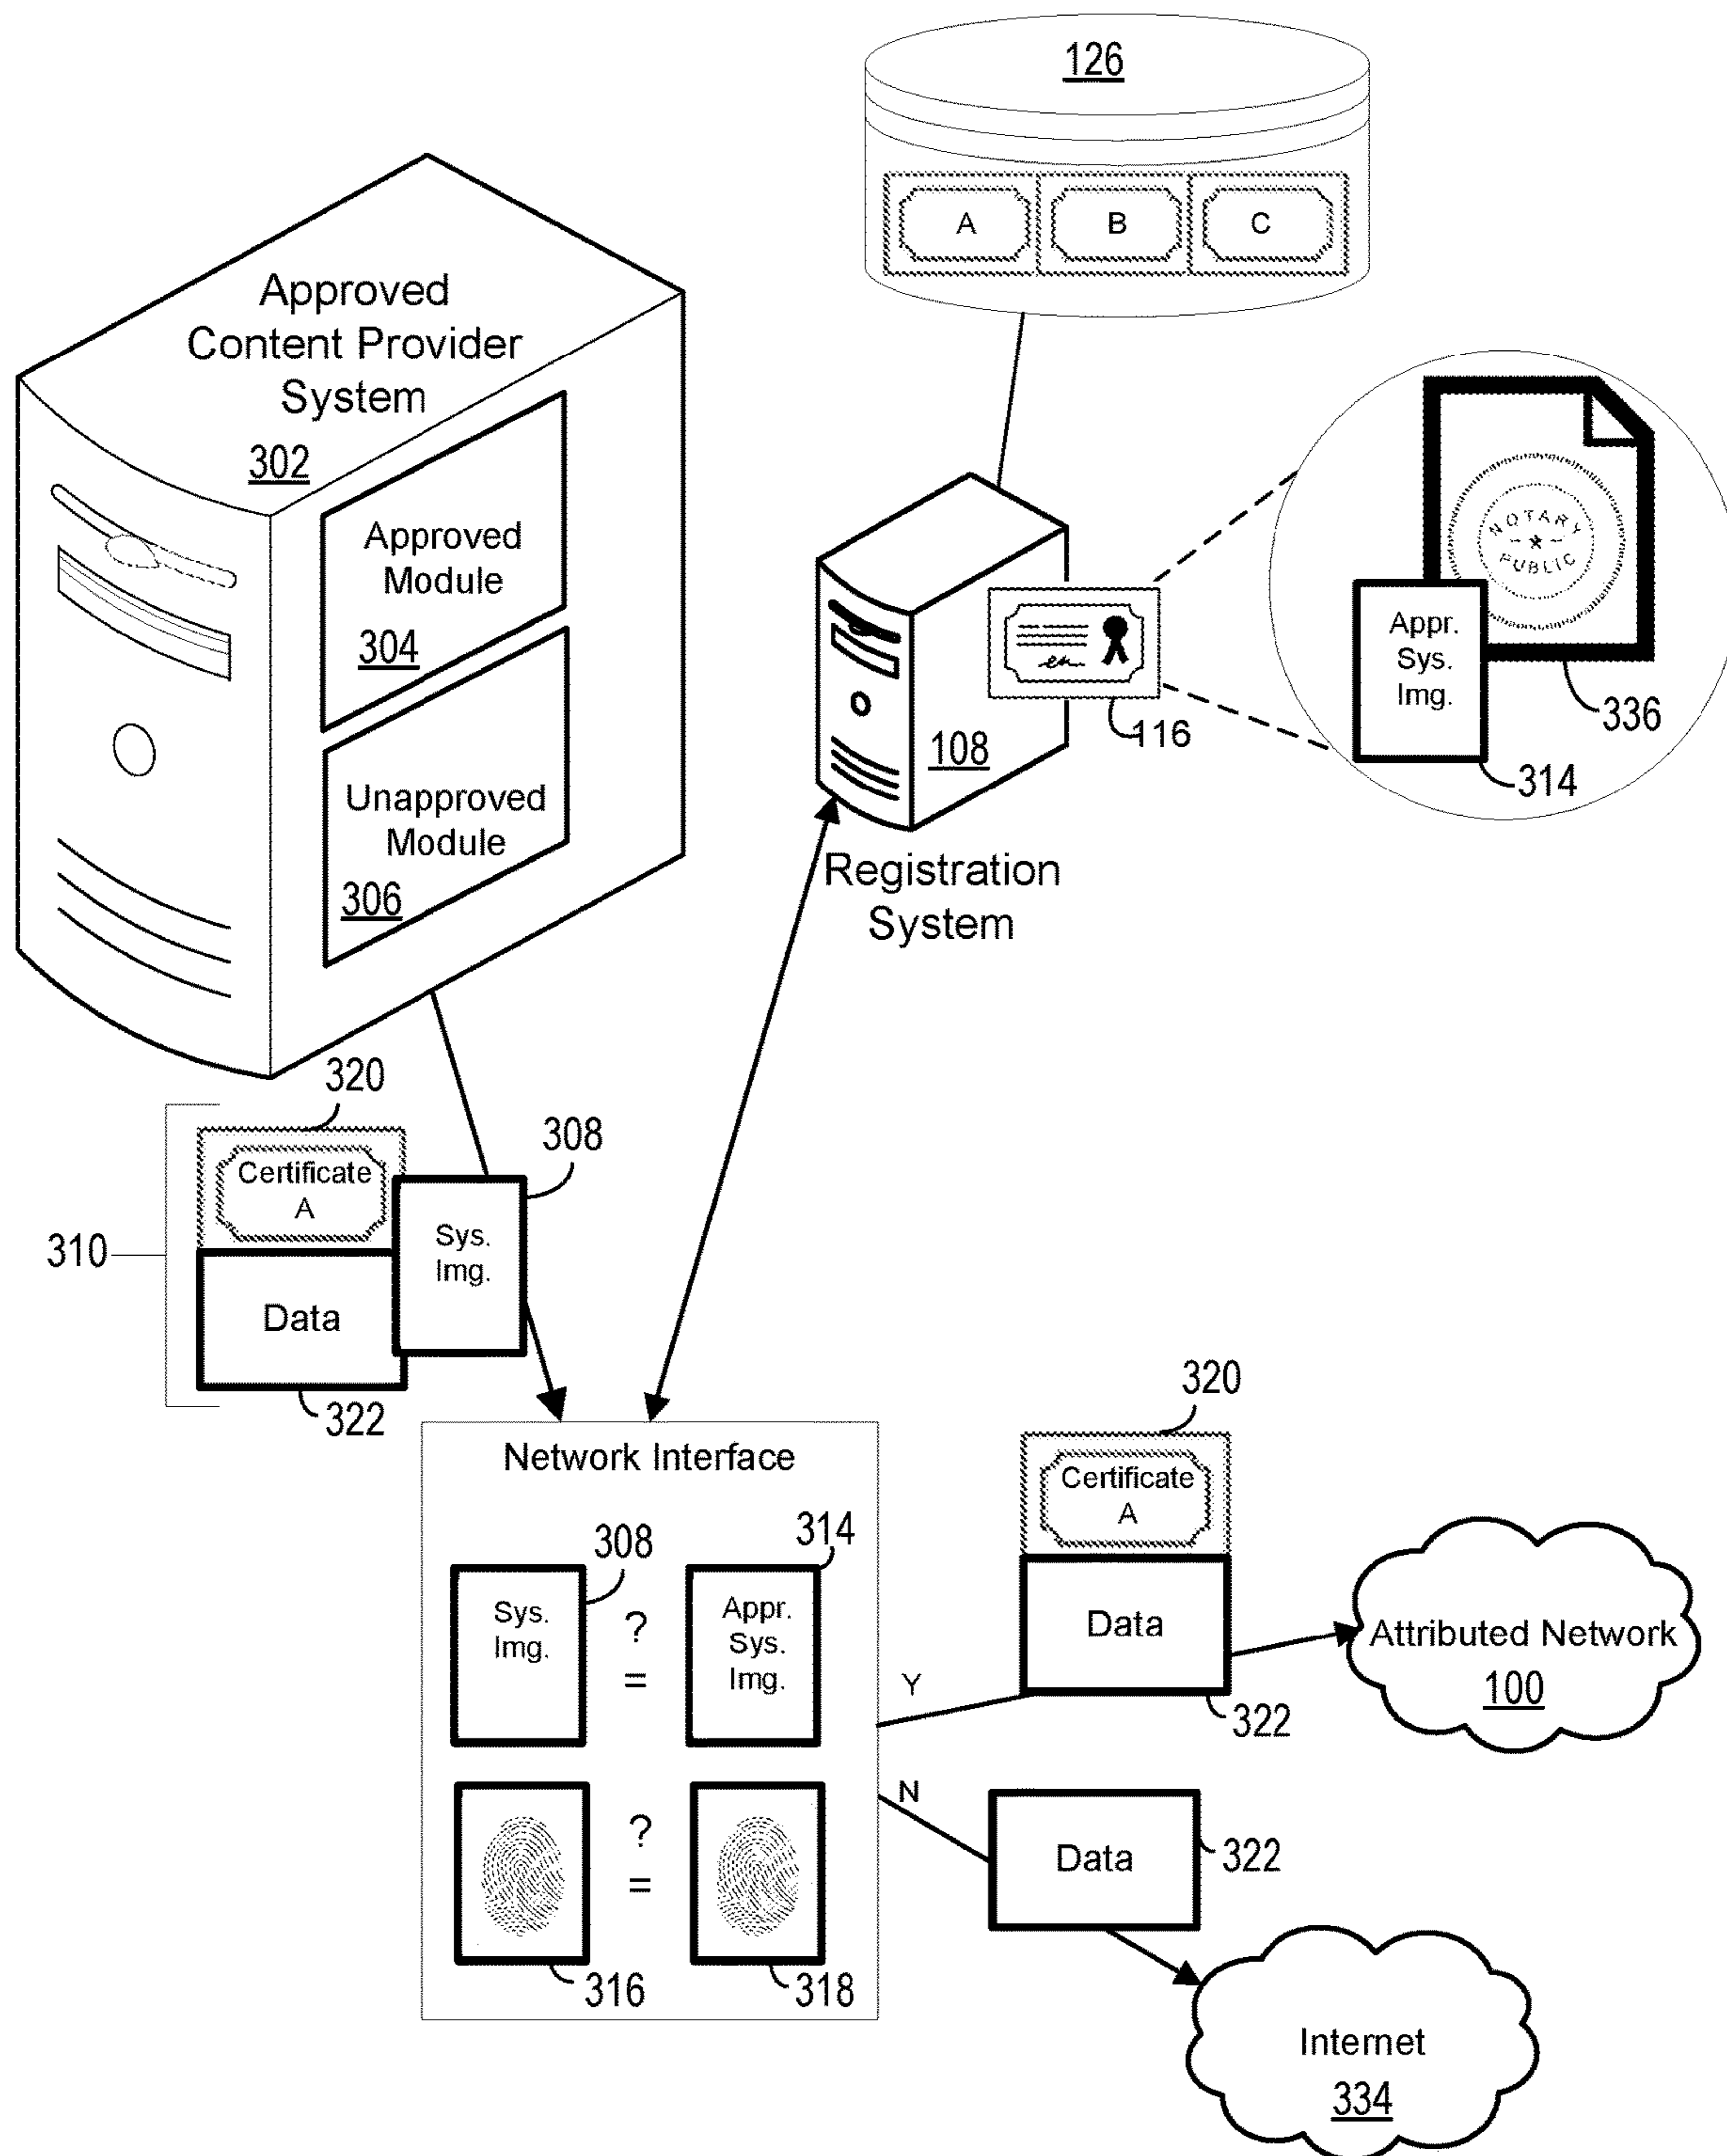 126
A
B
C
Approved
Content Provider
System
302
Approved
Module
304
Unapproved
Module
306
NOTARY
PUBLIC
Appr.
Sys.
Img.
336
314
116
108
Registration
System
320
Certificate
A
308
Sys.
Img.
310
Data
322
Network Interface
308
314
Sys.
Img.
?
=
Appr.
Sys.
Img.
?
=
316
318
Y
N
320
Certificate
A
Data
322
Attributed Network
100
Data
322
Internet
334